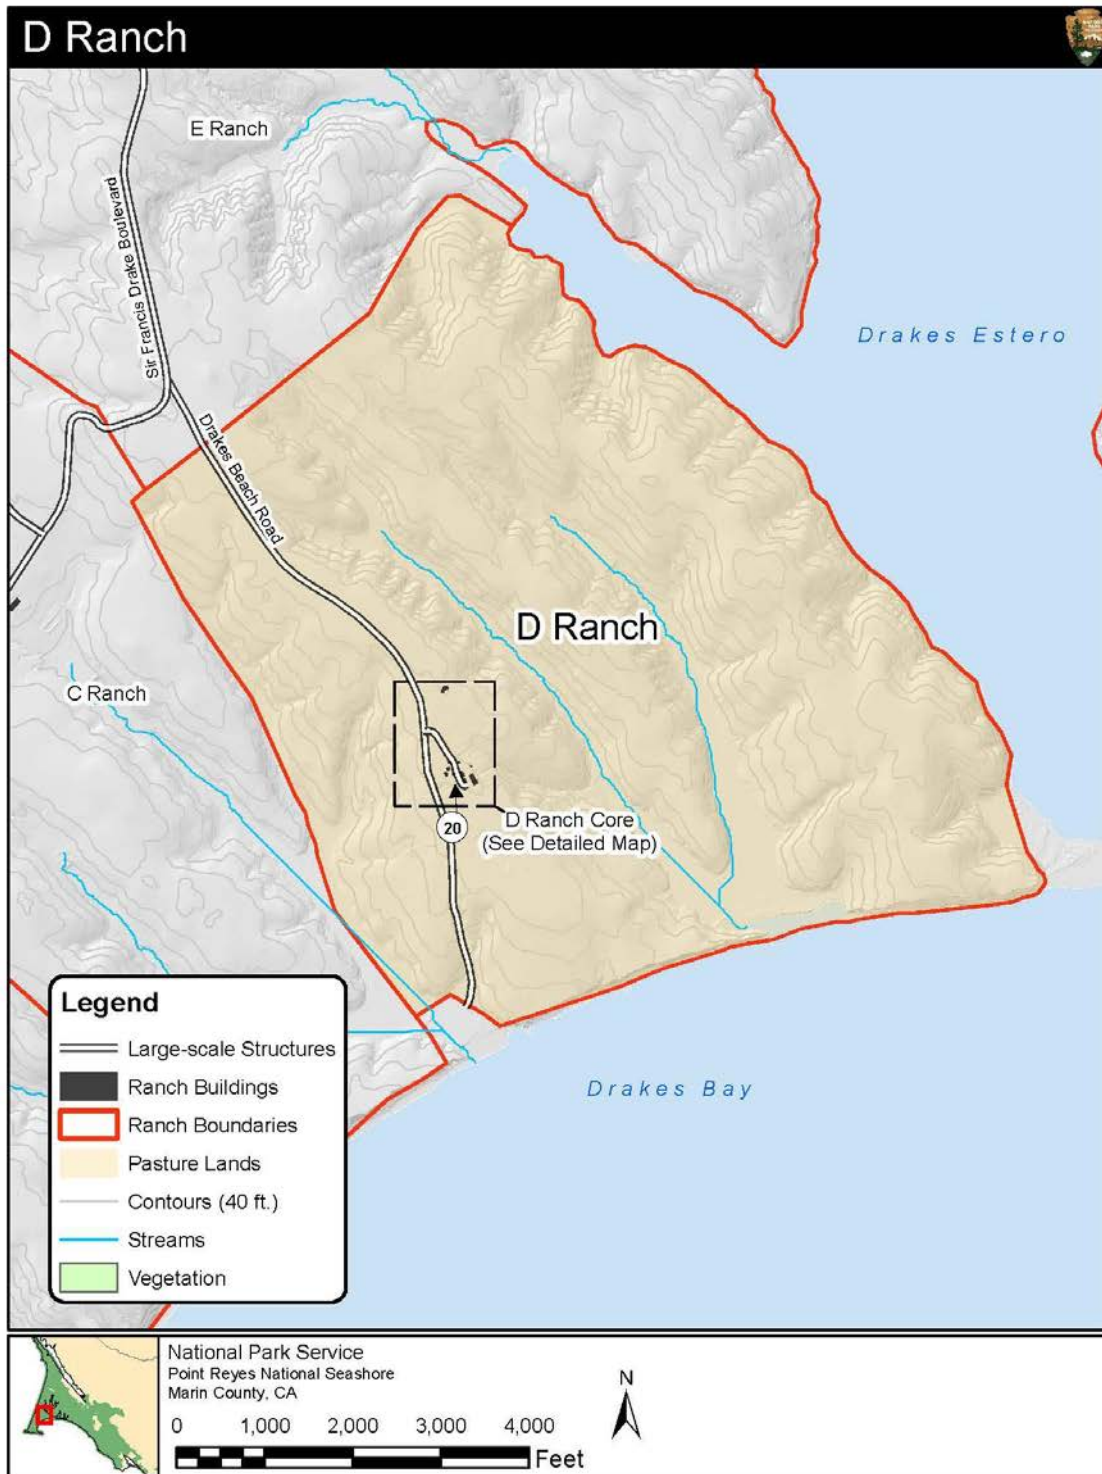 D Ranch
E Ranch
Sir Francis Drake Boulevard
Drakes Estero
Drakes Beach Road
D Ranch
C Ranch
20
D Ranch Core
(See Detailed Map)
Drakes Bay
Legend
Large-scale Structures
Ranch Buildings
Ranch Boundaries
Pasture Lands
Contours (40 ft.)
Streams
Vegetation
National Park Service
Point Reyes National Seashore
Marin County, CA
N
0 1,000 2,000 3,000 4,000
Feet